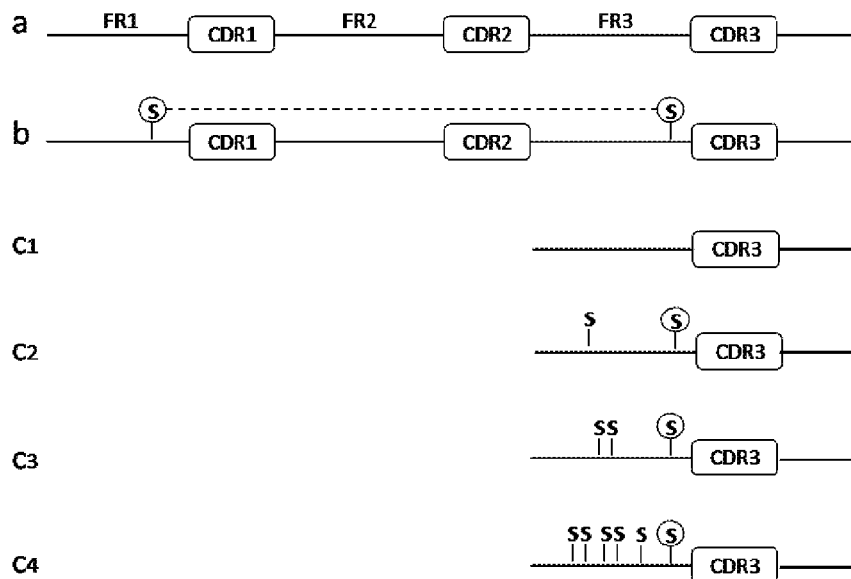 a FR1 CDR1 FR2 CDR2 FR3 CDR3
S S
b CDR1 CDR2 CDR3
C1 CDR3
S S
C2 CDR3
SS S
C3 CDR3
SS SS S S
C4 CDR3